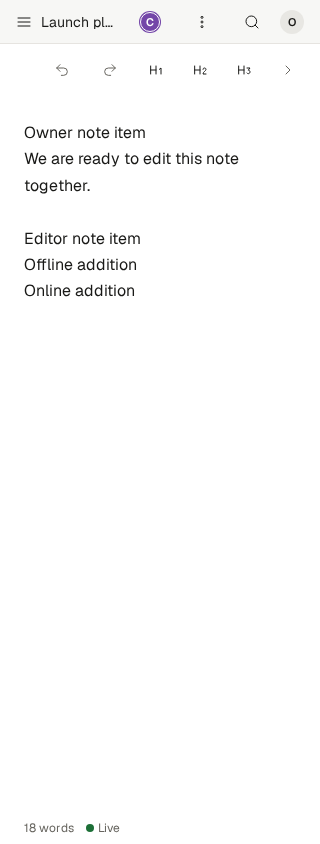 Launch pl... C O
H1 H2 H3
Owner note item
We are ready to edit this note
together.
Editor note item
Offline addition
Online addition
18 words Live